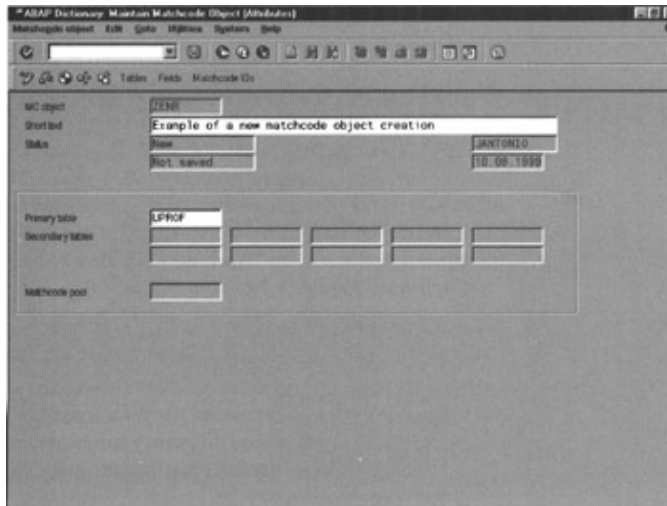 ABAP Dictionary: Maintain Matchcode Object (Attributes)
Matchcode object Edit Goto Utilities System Help
Tables Fields Matchcode IDs
MC object ZENR
Short text Example of a new matchcode object creation
Status New JANTONIO
Not saved 10.08.1999
Primary table UPROF
Secondary tables
Matchcode pool